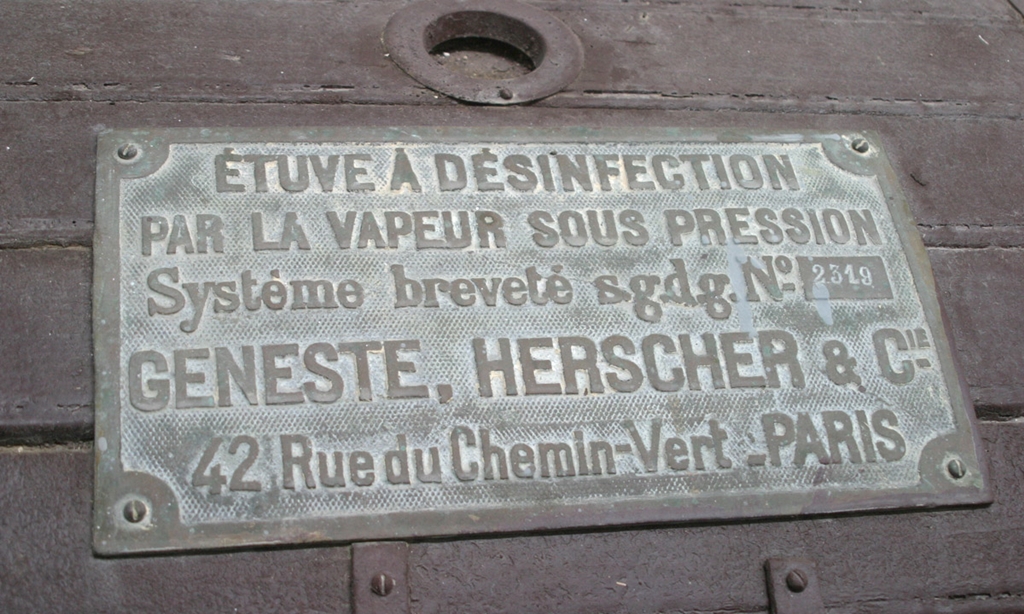 ÉTUVE À DÉSINFECTION
PAR LA VAPEUR SOUS PRESSION
Système breveté s.g.d.g. No. 2319
GENESTE, HERSCHER & CIE
42 Rue du Chemin-Vert _ PARIS